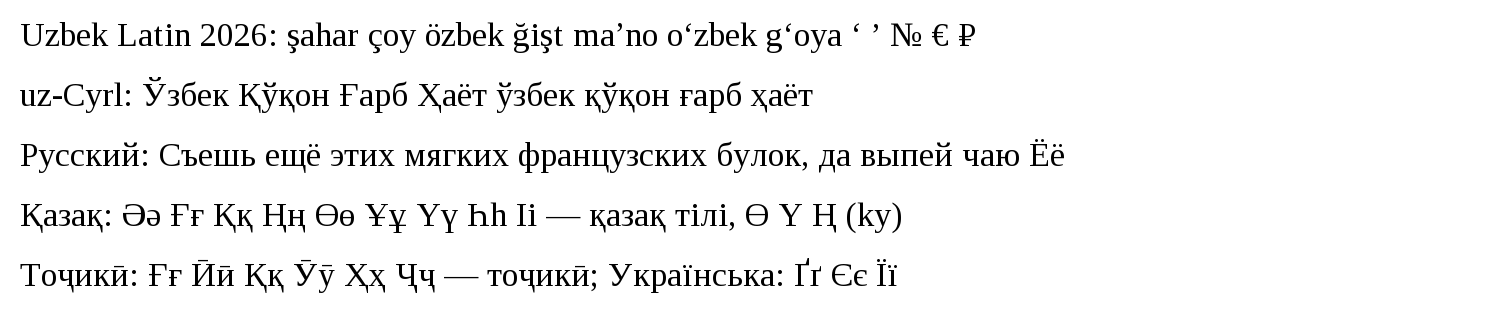 Uzbek Latin 2026: şahar çoy özbek ğişt ma’no o‘zbek g‘oya ‘ ’ № € ₽
uz-Cyrl: Ўзбек Қўқон Ғарб Ҳаёт ўзбек қўқон ғарб ҳаёт
Русский: Съешь ещё этих мягких французских булок, да выпей чаю Ёё
Қазақ: Әә Ғғ Ққ Ңң Өө Ұұ Үү Һһ Іі — қазақ тілі, Ө Ү Ң (ky)
Тоҷикӣ: Ғғ Ӣӣ Ққ Ӯӯ Ҳҳ Ҷҷ — тоҷикӣ; Українська: Ґґ Єє Її